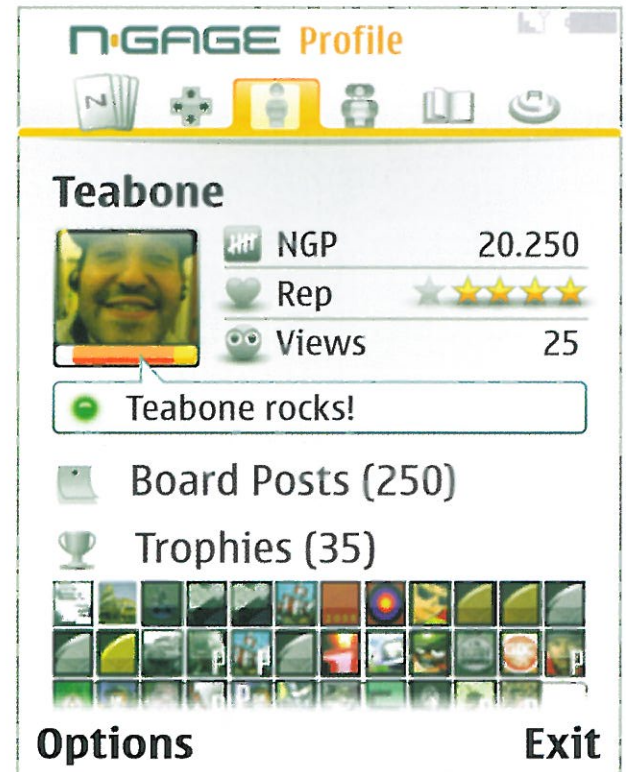 N·GAGE Profile
N
Teabone
NGP 20.250
Rep
Views 25
Teabone rocks!
Board Posts (250)
Trophies (35)
P P P
Options Exit